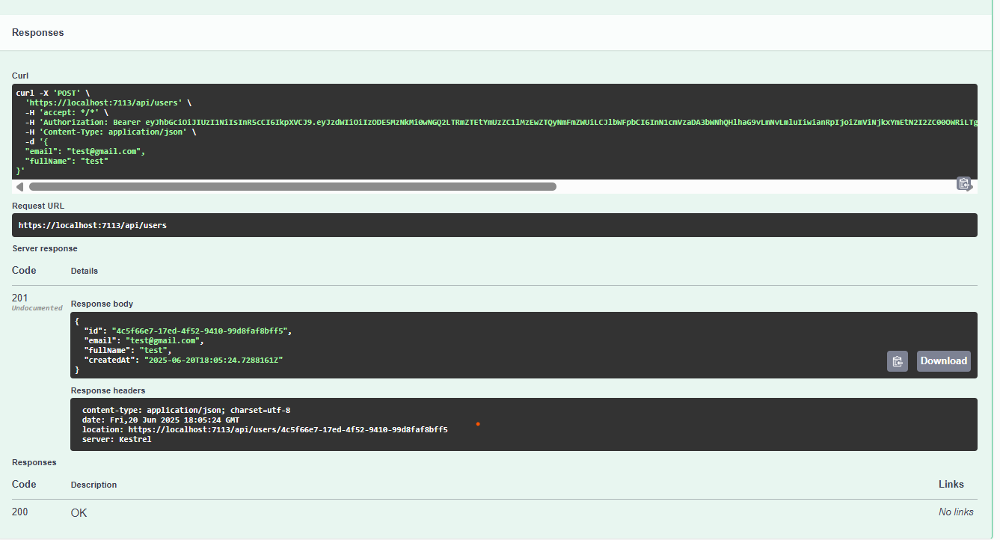 Responses
Curl
curl -X 'POST' \
'https://localhost:7113/api/users' \
-H 'accept: */*' \
-H 'Authorization: Bearer
-H 'Content-Type: application/json' \
-d '{
"email": "test@gmail.com",
"fullName": "test"
}'
Request URL
https://localhost:7113/api/users
Server response
Code Details
201
Undocumented
Response body
{
"id": "4c5f66e7-17ed-4f52-9410-99d8faf8bff5",
"email": "test@gmail.com",
"fullName": "test",
"createdAt": "2025-06-20T18:05:24.7288161Z"
}
Download
Response headers
content-type: application/json; charset=utf-8
date: Fri,20 Jun 2025 18:05:24 GMT
location: https://localhost:7113/api/users/4c5f66e7-17ed-4f52-9410-99d8faf8bff5
server: Kestrel
Responses
Code Description Links
200 OK No links